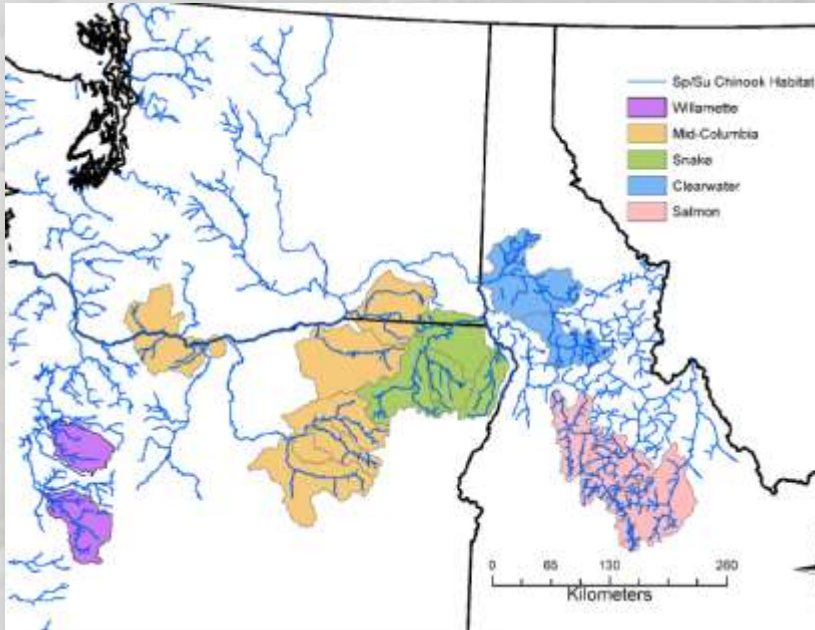 Sp/Su Chinook Habitat
Willamette
Mid-Columbia
Snake
Clearwater
Salmon
0 65 130 260
Kilometers